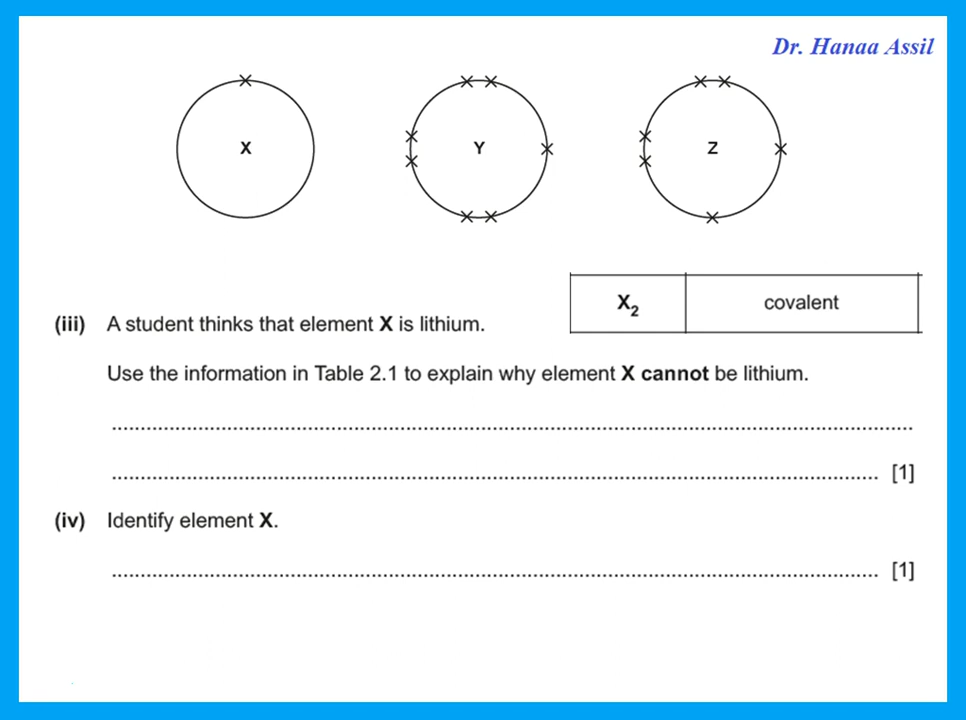 Dr. Hanaa Assil
X Y Z
X2 covalent
(iii) A student thinks that element X is lithium.
Use the information in Table 2.1 to explain why element X cannot be lithium.
................................................................................
................................................................................ [1]
(iv) Identify element X.
................................................................................ [1]